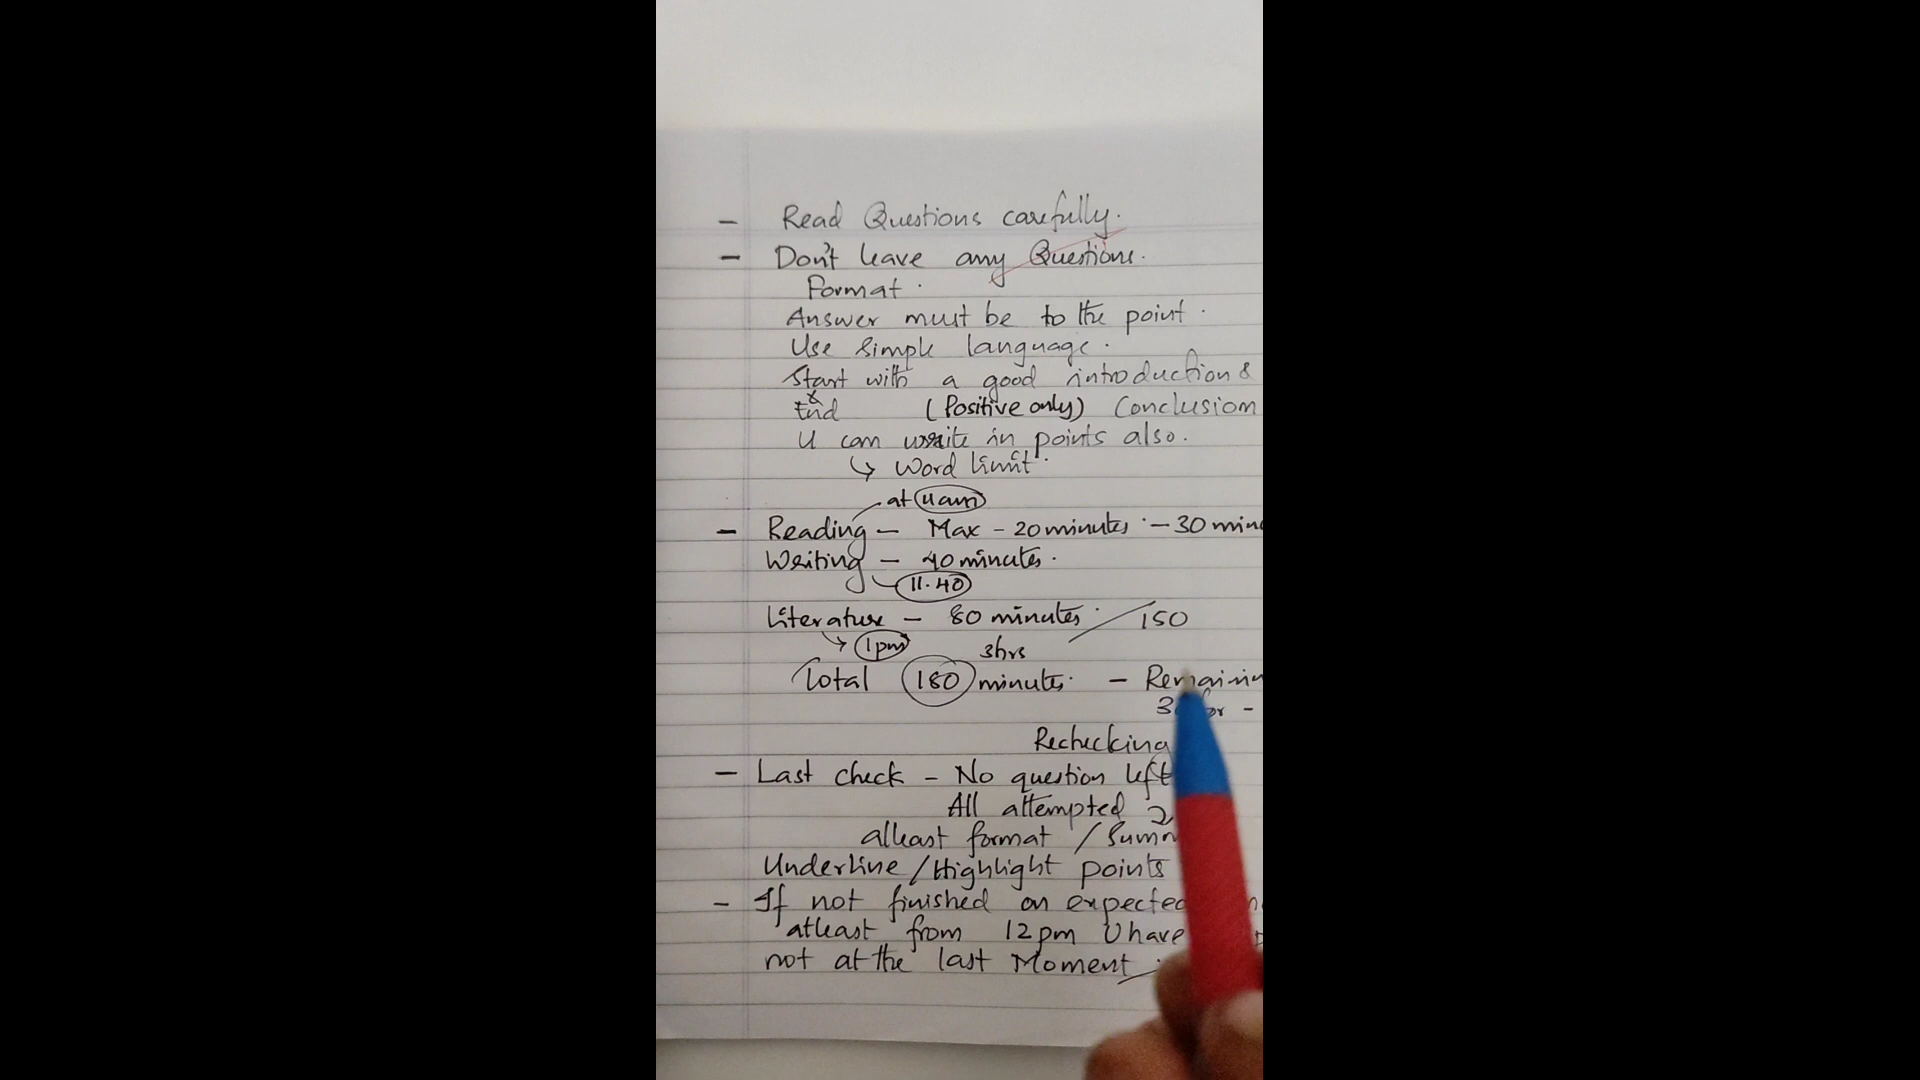 - Read Questions carefully.
- Don't leave any Questions.
Format.
Answer must be to the point.
Use simple language.
Start with a good introduction &
End (Positive only) Conclusion
U can write in points also.
↳ Word limit.
at 11am
- Reading - Max - 20 minutes. - 30 min
Writing - 40 minutes.
11.40
Literature - 80 minutes. 150
→ 1pm 3hrs
Total 180 minutes. - Remainin
Rechecking
- Last check - No question left
All attempted
atleast format /
Underline / Highlight points
- If not finished on expected
atleast from 12pm U have
not at the last Moment.